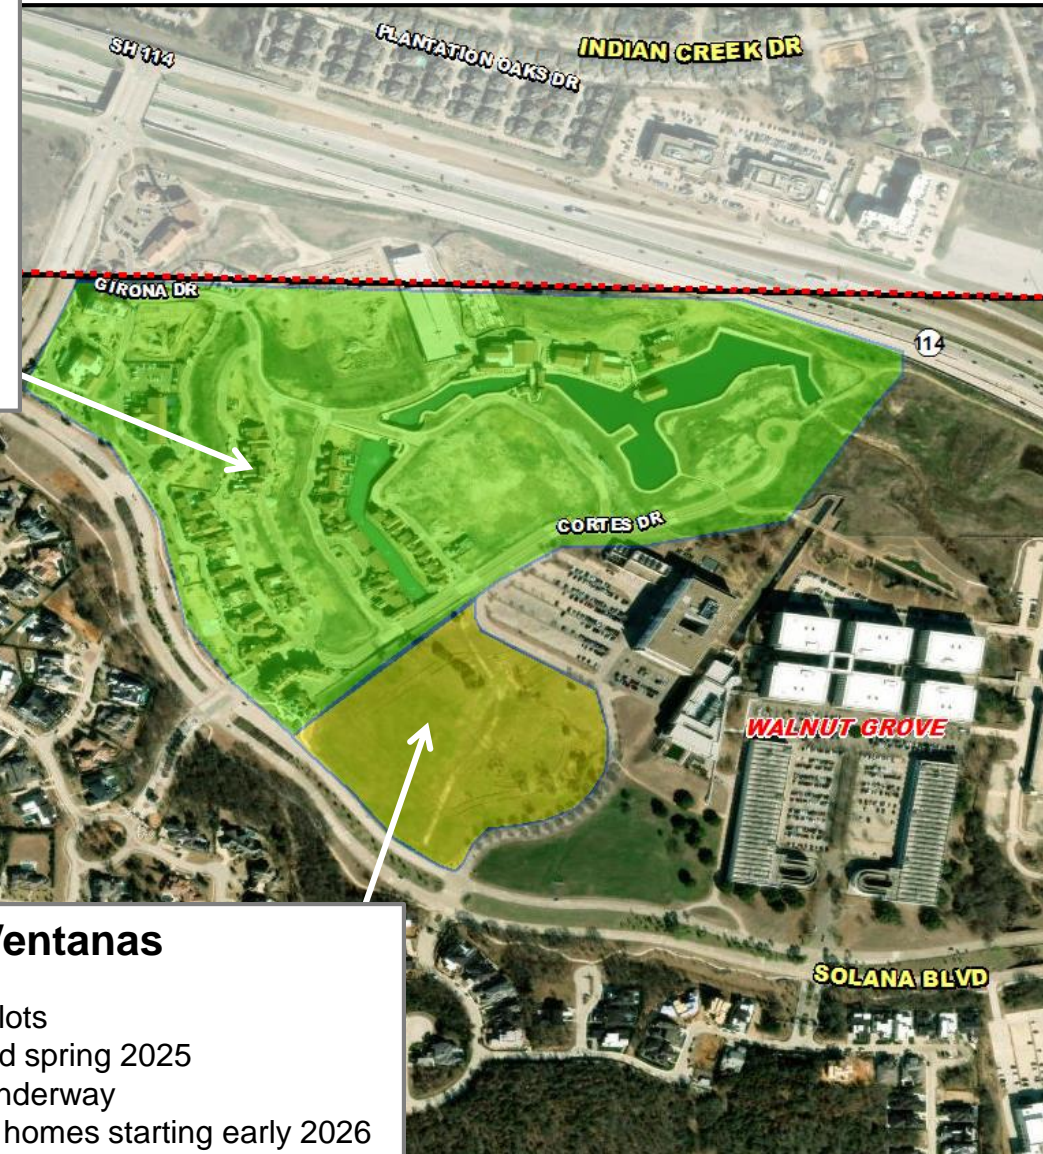 SH 114
PLANTATION OAKS DR
INDIAN CREEK DR
GIRONA DR
114
CORTES DR
WALNUT GROVE
SOLANA BLVD
Ventanas
lots
spring 2025
homes starting early 2026